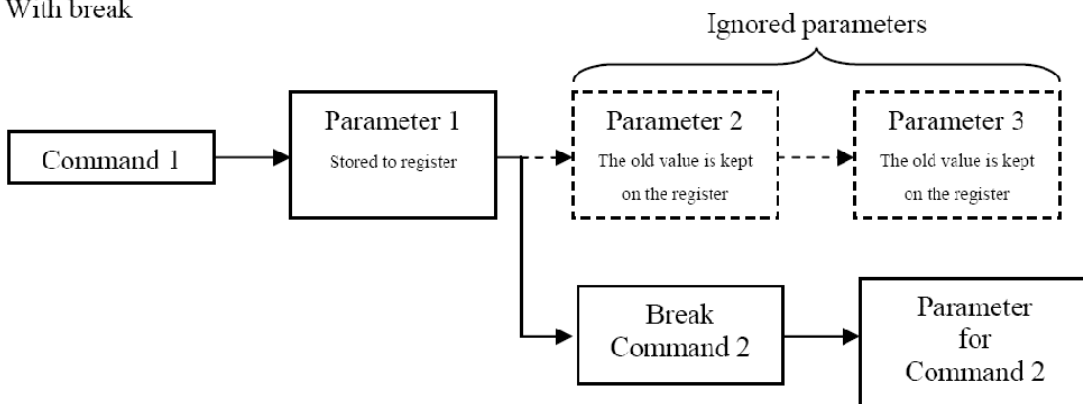 With break
Ignored parameters
Command 1
Parameter 1
Stored to register
Parameter 2
The old value is kept
on the register
Parameter 3
The old value is kept
on the register
Break
Command 2
Parameter
for
Command 2